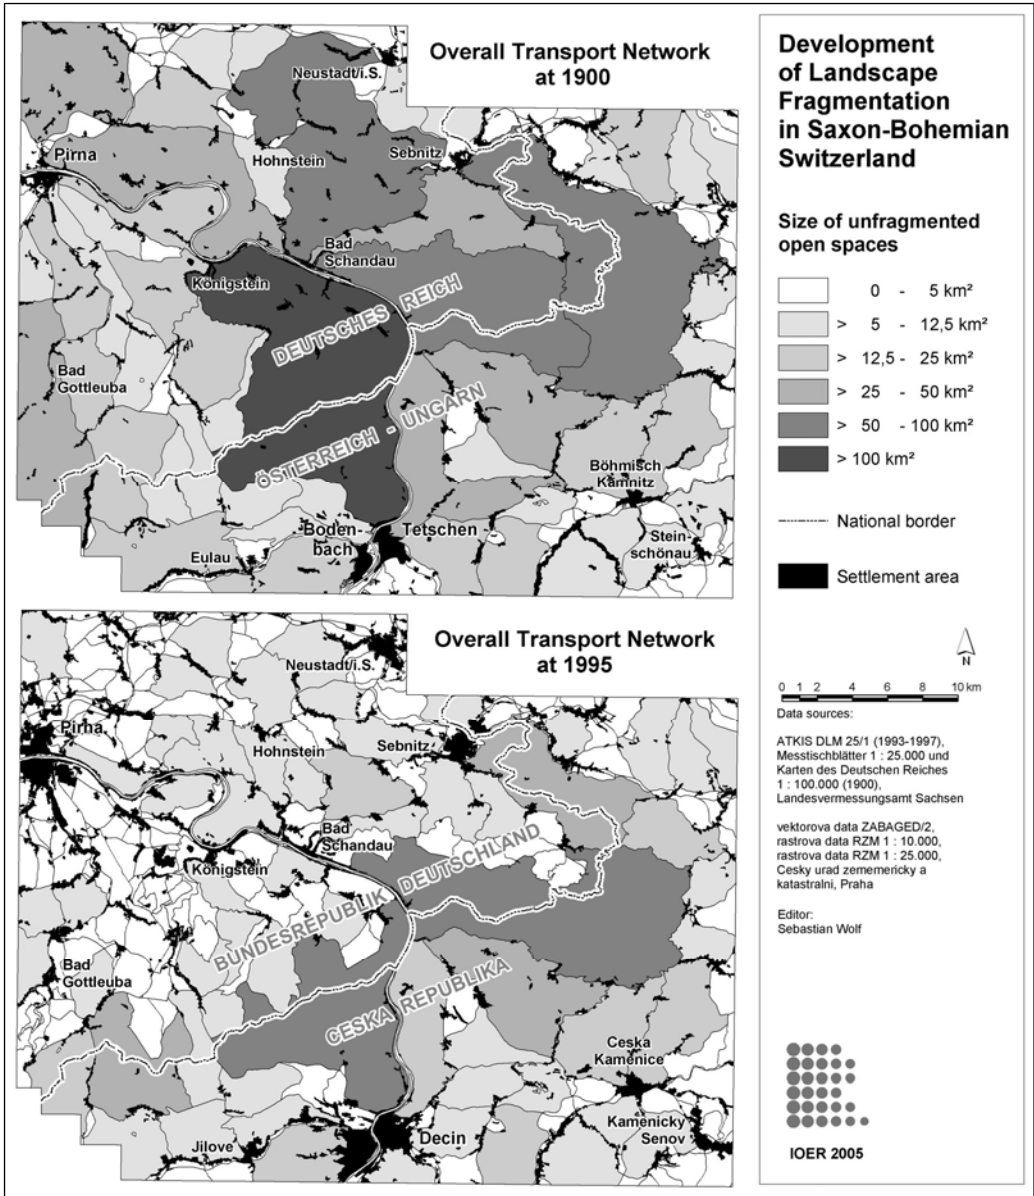 Overall Transport Network
at 1900
Neustadt/i.S.
Pirna
Hohnstein
Sebnitz
Bad
Schandau
Königstein
DEUTSCHES REICH
Bad
Gottleuba
ÖSTERREICH - UNGARN
Böhmisch
Kamnitz
Boden-
bach
Tetschen
Stein-
schönau
Eulau
Overall Transport Network
at 1995
Neustadt/i.S.
Pirna
Hohnstein
Sebnitz
Bad
Schandau
Königstein
BUNDESREPUBLIK DEUTSCHLAND
Bad
Gottleuba
CESKA REPUBLIKA
Ceska
Kamenice
Kamenicky
Senov
Decin
Jilove
Development
of Landscape
Fragmentation
in Saxon-Bohemian
Switzerland
Size of unfragmented
open spaces
0 - 5 km²
> 5 - 12,5 km²
> 12,5 - 25 km²
> 25 - 50 km²
> 50 - 100 km²
> 100 km²
National border
Settlement area
N
0 1 2 4 6 8 10 km
Data sources:
ATKIS DLM 25/1 (1993-1997),
Messtischblätter 1 : 25.000 und
Karten des Deutschen Reiches
1 : 100.000 (1900),
Landesvermessungsamt Sachsen
vektorova data ZABAGED/2,
rastrova data RZM 1 : 10.000,
rastrova data RZM 1 : 25.000,
Cesky urad zememericky a
katastralni, Praha
Editor:
Sebastian Wolf
IOER 2005